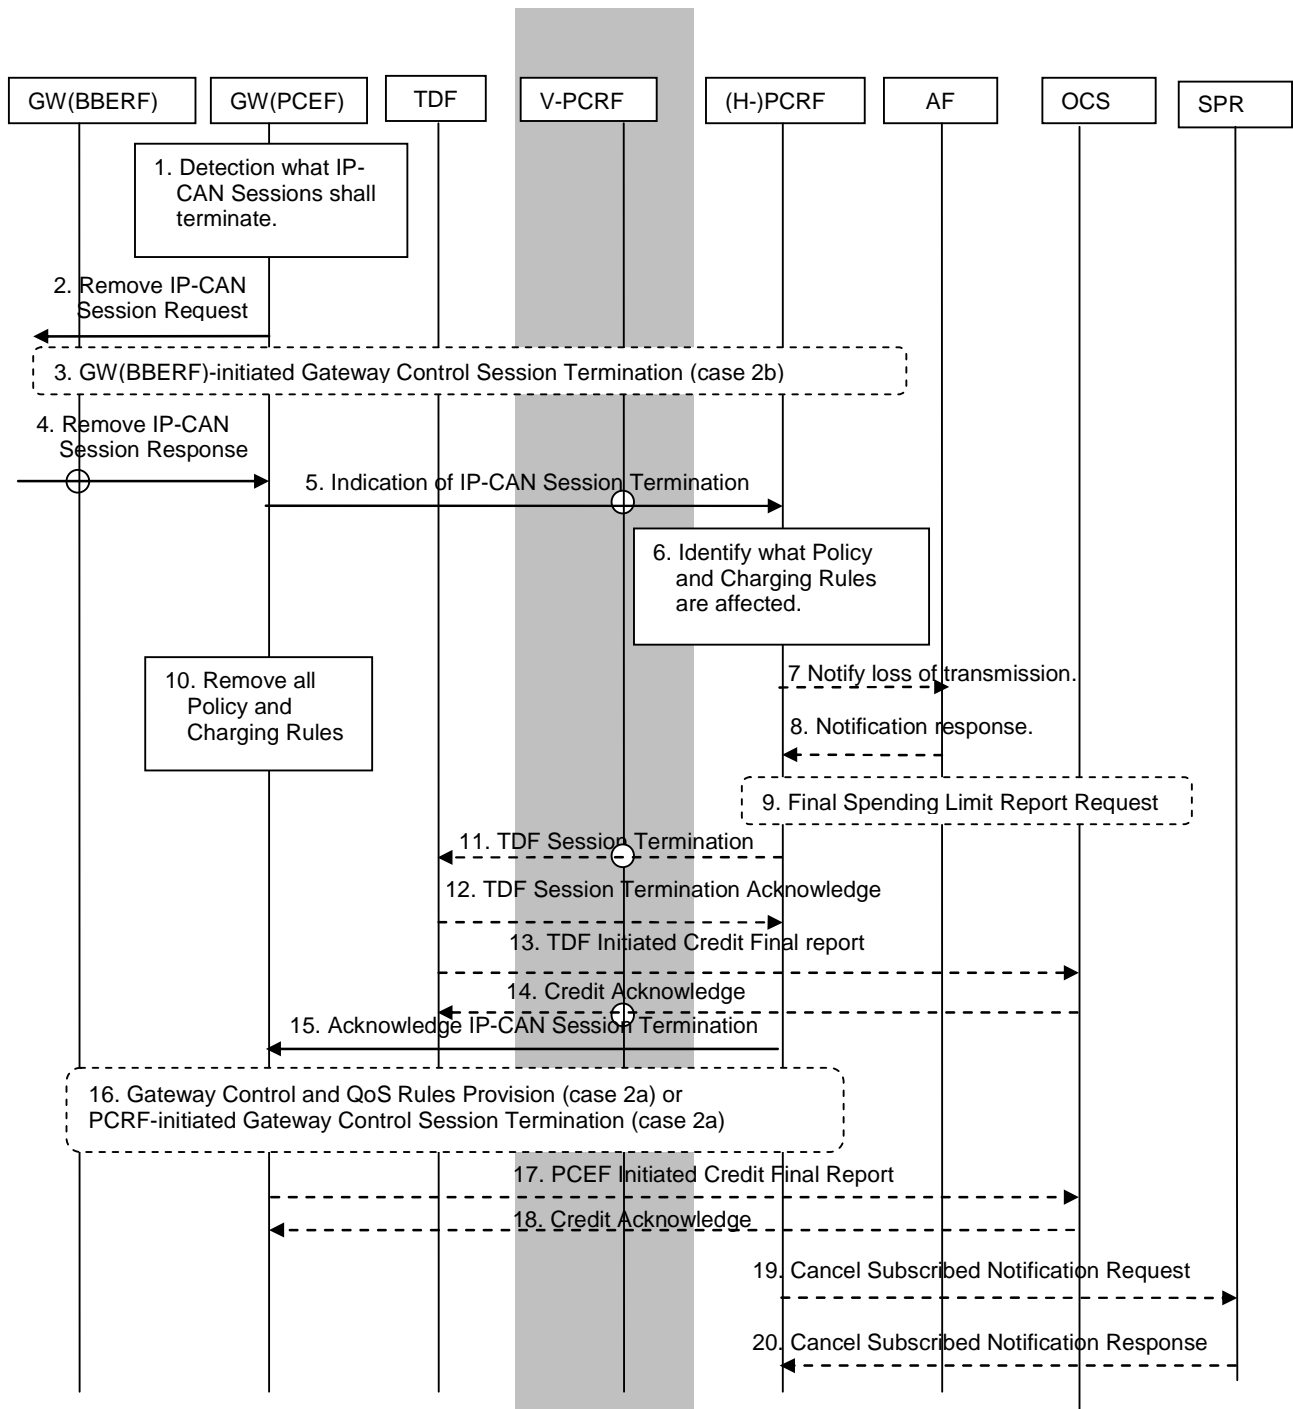 GW(BBERF)
GW(PCEF)
TDF
V-PCRF
(H-)PCRF
AF
OCS
SPR
1. Detection what IP-
CAN Sessions shall
terminate.
2. Remove IP-CAN
Session Request
3. GW(BBERF)-initiated Gateway Control Session Termination (case 2b)
4. Remove IP-CAN
Session Response
5. Indication of IP-CAN Session Termination
6. Identify what Policy
and Charging Rules
are affected.
7 Notify loss of transmission.
10. Remove all
Policy and
Charging Rules
8. Notification response.
9. Final Spending Limit Report Request
11. TDF Session Termination
12. TDF Session Termination Acknowledge
13. TDF Initiated Credit Final report
14. Credit Acknowledge
15. Acknowledge IP-CAN Session Termination
16. Gateway Control and QoS Rules Provision (case 2a) or
PCRF-initiated Gateway Control Session Termination (case 2a)
17. PCEF Initiated Credit Final Report
18. Credit Acknowledge
19. Cancel Subscribed Notification Request
20. Cancel Subscribed Notification Response